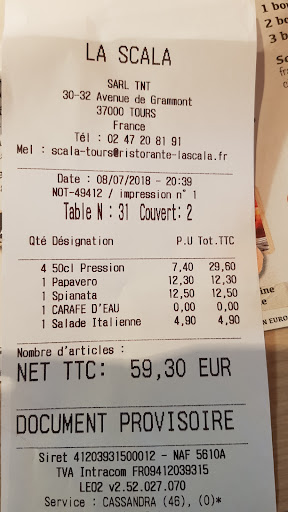 LA SCALA
SARL TNT
30-32 Avenue de Grammont
37000 TOURS
France
Tél : 02 47 20 81 91
Mel : scala-tours@ristorante-lascala.fr
Date : 08/07/2018 - 20:39
NOT-49412 / impression n° 1
Table N : 31 Couvert: 2
Qté Désignation P.U Tot.TTC
4 50cl Pression 7,40 29,60
1 Papavero 12,30 12,30
1 Spianata 12,50 12,50
1 CARAFE D'EAU 0,00 0,00
1 Salade Italienne 4,90 4,90
Nombre d'articles :
NET TTC: 59,30 EUR
DOCUMENT PROVISOIRE
Siret 41203931500012 - NAF 5610A
TVA Intracom FR09412039315
LEO2 v2.52.027.070
Service : CASSANDRA (46), (0)*
1 bo
2 bo
3 b